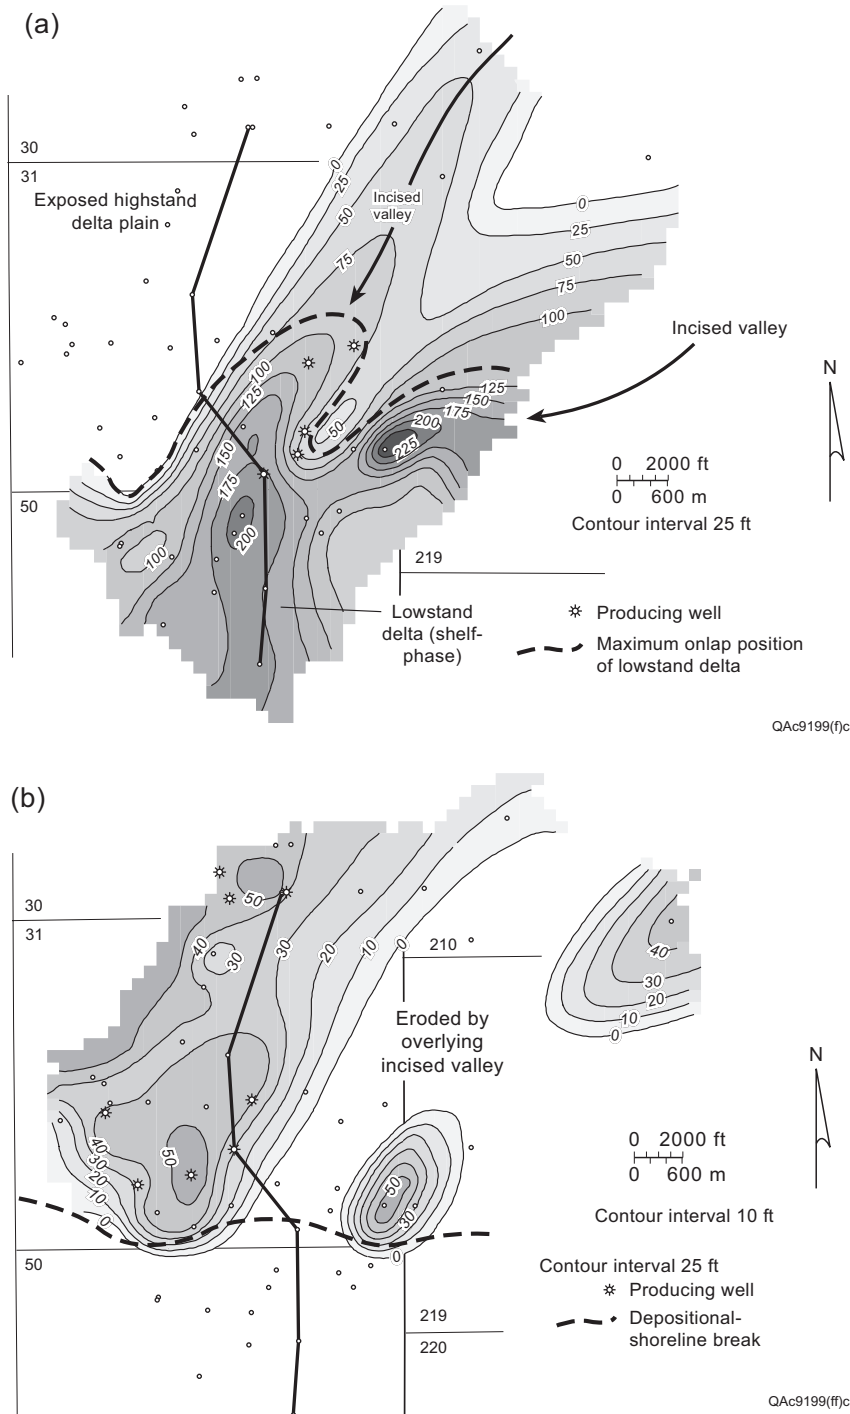 (a)
30
31
Exposed highstand
delta plain
Incised
valley
0
25
50
75
0
25
50
75
100
Incised valley
N
100
125
150
175
200
50
125
150
175
200
225
100
50
0 2000 ft
0 600 m
Contour interval 25 ft
219
Lowstand
delta (shelf-
phase)
Producing well
Maximum onlap position
of lowstand delta
QAc9199(f)c
(b)
30
31
50
40
30
30
20
10
0
210
40
30
20
10
0
Eroded by
overlying
incised valley
N
40
30
20
10
0
50
50
30
0
0 2000 ft
0 600 m
Contour interval 10 ft
50
Contour interval 25 ft
Producing well
Depositional-
shoreline break
219
220
QAc9199(ff)c